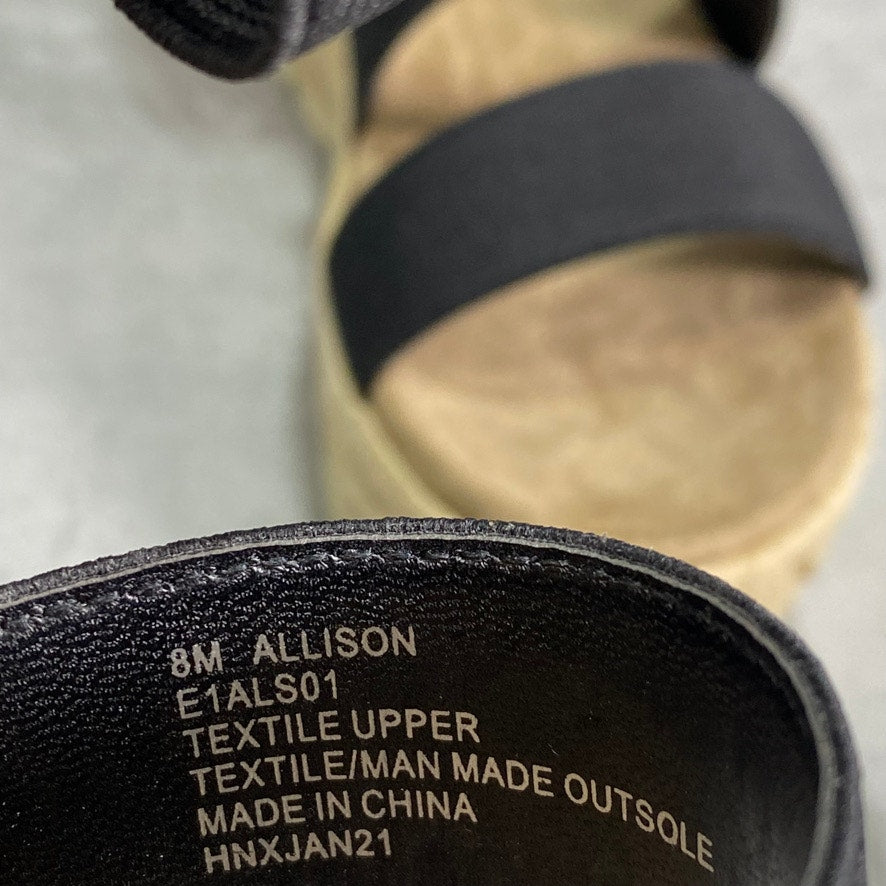 8M ALLISON
E1ALS01
TEXTILE UPPER
TEXTILE/MAN MADE OUTSOLE
MADE IN CHINA
HNXJAN21